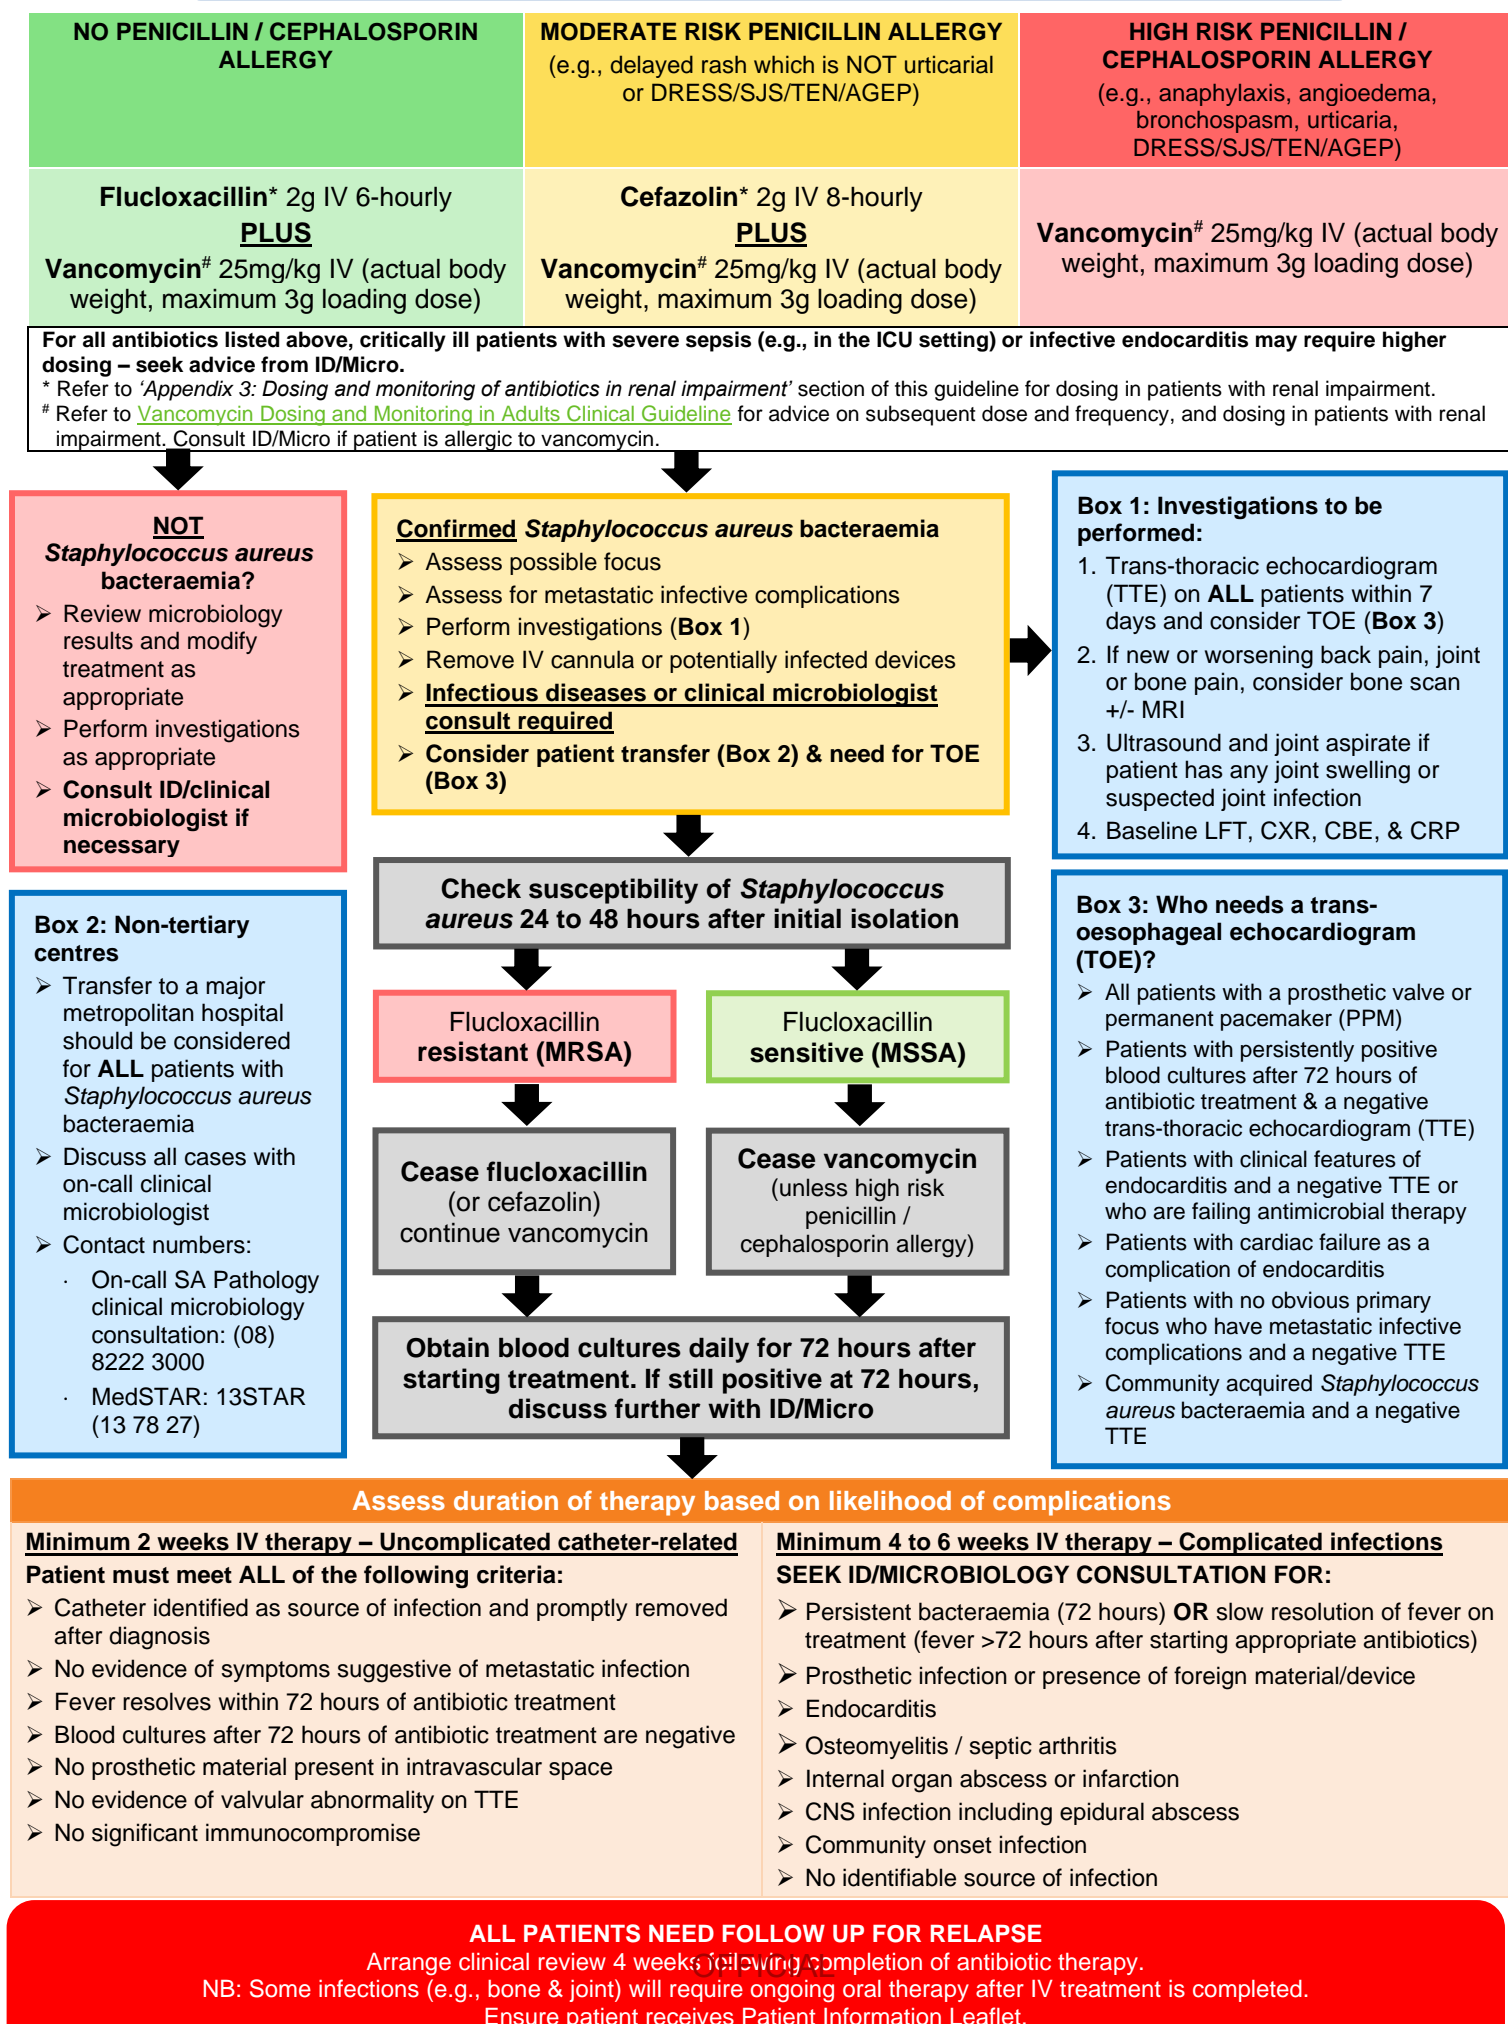 NO PENICILLIN / CEPHALOSPORIN
ALLERGY
MODERATE RISK PENICILLIN ALLERGY
(e.g., delayed rash which is NOT urticarial
or DRESS/SJS/TEN/AGEP)
HIGH RISK PENICILLIN /
CEPHALOSPORIN ALLERGY
(e.g., anaphylaxis, angioedema,
bronchospasm, urticaria,
DRESS/SJS/TEN/AGEP)
Flucloxacillin* 2g IV 6-hourly
PLUS
Vancomycin# 25mg/kg IV (actual body
weight, maximum 3g loading dose)
Cefazolin* 2g IV 8-hourly
PLUS
Vancomycin# 25mg/kg IV (actual body
weight, maximum 3g loading dose)
Vancomycin# 25mg/kg IV (actual body
weight, maximum 3g loading dose)
For all antibiotics listed above, critically ill patients with severe sepsis (e.g., in the ICU setting) or infective endocarditis may require higher
dosing – seek advice from ID/Micro.
* Refer to ‘Appendix 3: Dosing and monitoring of antibiotics in renal impairment’ section of this guideline for dosing in patients with renal impairment.
# Refer to Vancomycin Dosing and Monitoring in Adults Clinical Guideline for advice on subsequent dose and frequency, and dosing in patients with renal
impairment. Consult ID/Micro if patient is allergic to vancomycin.
NOT
Staphylococcus aureus
bacteraemia?
➢ Review microbiology
results and modify
treatment as
appropriate
➢ Perform investigations
as appropriate
➢ Consult ID/clinical
microbiologist if
necessary
Confirmed Staphylococcus aureus bacteraemia
➢ Assess possible focus
➢ Assess for metastatic infective complications
➢ Perform investigations (Box 1)
➢ Remove IV cannula or potentially infected devices
➢ Infectious diseases or clinical microbiologist
consult required
➢ Consider patient transfer (Box 2) & need for TOE
(Box 3)
Box 1: Investigations to be
performed:
1. Trans-thoracic echocardiogram
(TTE) on ALL patients within 7
days and consider TOE (Box 3)
2. If new or worsening back pain, joint
or bone pain, consider bone scan
+/- MRI
3. Ultrasound and joint aspirate if
patient has any joint swelling or
suspected joint infection
4. Baseline LFT, CXR, CBE, & CRP
Check susceptibility of Staphylococcus
aureus 24 to 48 hours after initial isolation
Box 2: Non-tertiary
centres
➢ Transfer to a major
metropolitan hospital
should be considered
for ALL patients with
Staphylococcus aureus
bacteraemia
➢ Discuss all cases with
on-call clinical
microbiologist
➢ Contact numbers:
· On-call SA Pathology
clinical microbiology
consultation: (08)
8222 3000
· MedSTAR: 13STAR
(13 78 27)
Flucloxacillin
resistant (MRSA)
Flucloxacillin
sensitive (MSSA)
Cease flucloxacillin
(or cefazolin)
continue vancomycin
Cease vancomycin
(unless high risk
penicillin /
cephalosporin allergy)
Obtain blood cultures daily for 72 hours after
starting treatment. If still positive at 72 hours,
discuss further with ID/Micro
Box 3: Who needs a trans-
oesophageal echocardiogram
(TOE)?
➢ All patients with a prosthetic valve or
permanent pacemaker (PPM)
➢ Patients with persistently positive
blood cultures after 72 hours of
antibiotic treatment & a negative
trans-thoracic echocardiogram (TTE)
➢ Patients with clinical features of
endocarditis and a negative TTE or
who are failing antimicrobial therapy
➢ Patients with cardiac failure as a
complication of endocarditis
➢ Patients with no obvious primary
focus who have metastatic infective
complications and a negative TTE
➢ Community acquired Staphylococcus
aureus bacteraemia and a negative
TTE
Assess duration of therapy based on likelihood of complications
Minimum 2 weeks IV therapy – Uncomplicated catheter-related
Patient must meet ALL of the following criteria:
➢ Catheter identified as source of infection and promptly removed
after diagnosis
➢ No evidence of symptoms suggestive of metastatic infection
➢ Fever resolves within 72 hours of antibiotic treatment
➢ Blood cultures after 72 hours of antibiotic treatment are negative
➢ No prosthetic material present in intravascular space
➢ No evidence of valvular abnormality on TTE
➢ No significant immunocompromise
Minimum 4 to 6 weeks IV therapy – Complicated infections
SEEK ID/MICROBIOLOGY CONSULTATION FOR:
➢ Persistent bacteraemia (72 hours) OR slow resolution of fever on
treatment (fever >72 hours after starting appropriate antibiotics)
➢ Prosthetic infection or presence of foreign material/device
➢ Endocarditis
➢ Osteomyelitis / septic arthritis
➢ Internal organ abscess or infarction
➢ CNS infection including epidural abscess
➢ Community onset infection
➢ No identifiable source of infection
ALL PATIENTS NEED FOLLOW UP FOR RELAPSE
Arrange clinical review 4 weeks following completion of antibiotic therapy.
OFFICIAL
NB: Some infections (e.g., bone & joint) will require ongoing oral therapy after IV treatment is completed.
Ensure patient receives Patient Information Leaflet.